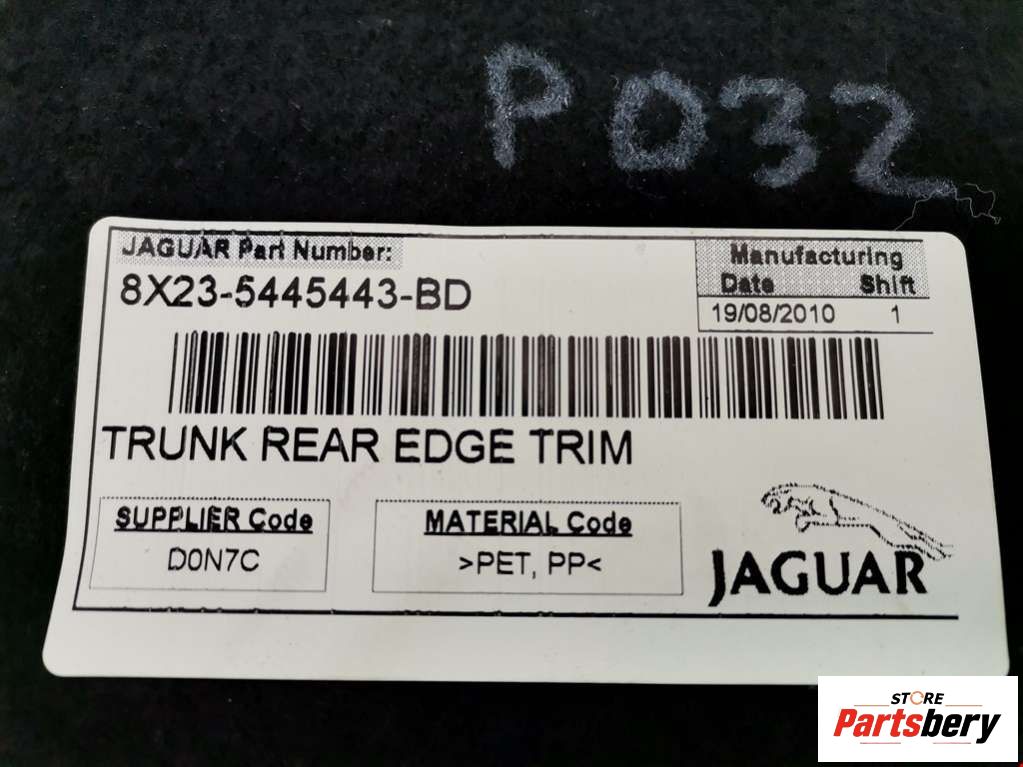 P032
JAGUAR Part Number:
8X23-5445443-BD
Manufacturing
Date Shift
19/08/2010 1
TRUNK REAR EDGE TRIM
SUPPLIER Code
D0N7C
MATERIAL Code
>PET, PP<
JAGUAR
STORE
Partsbery